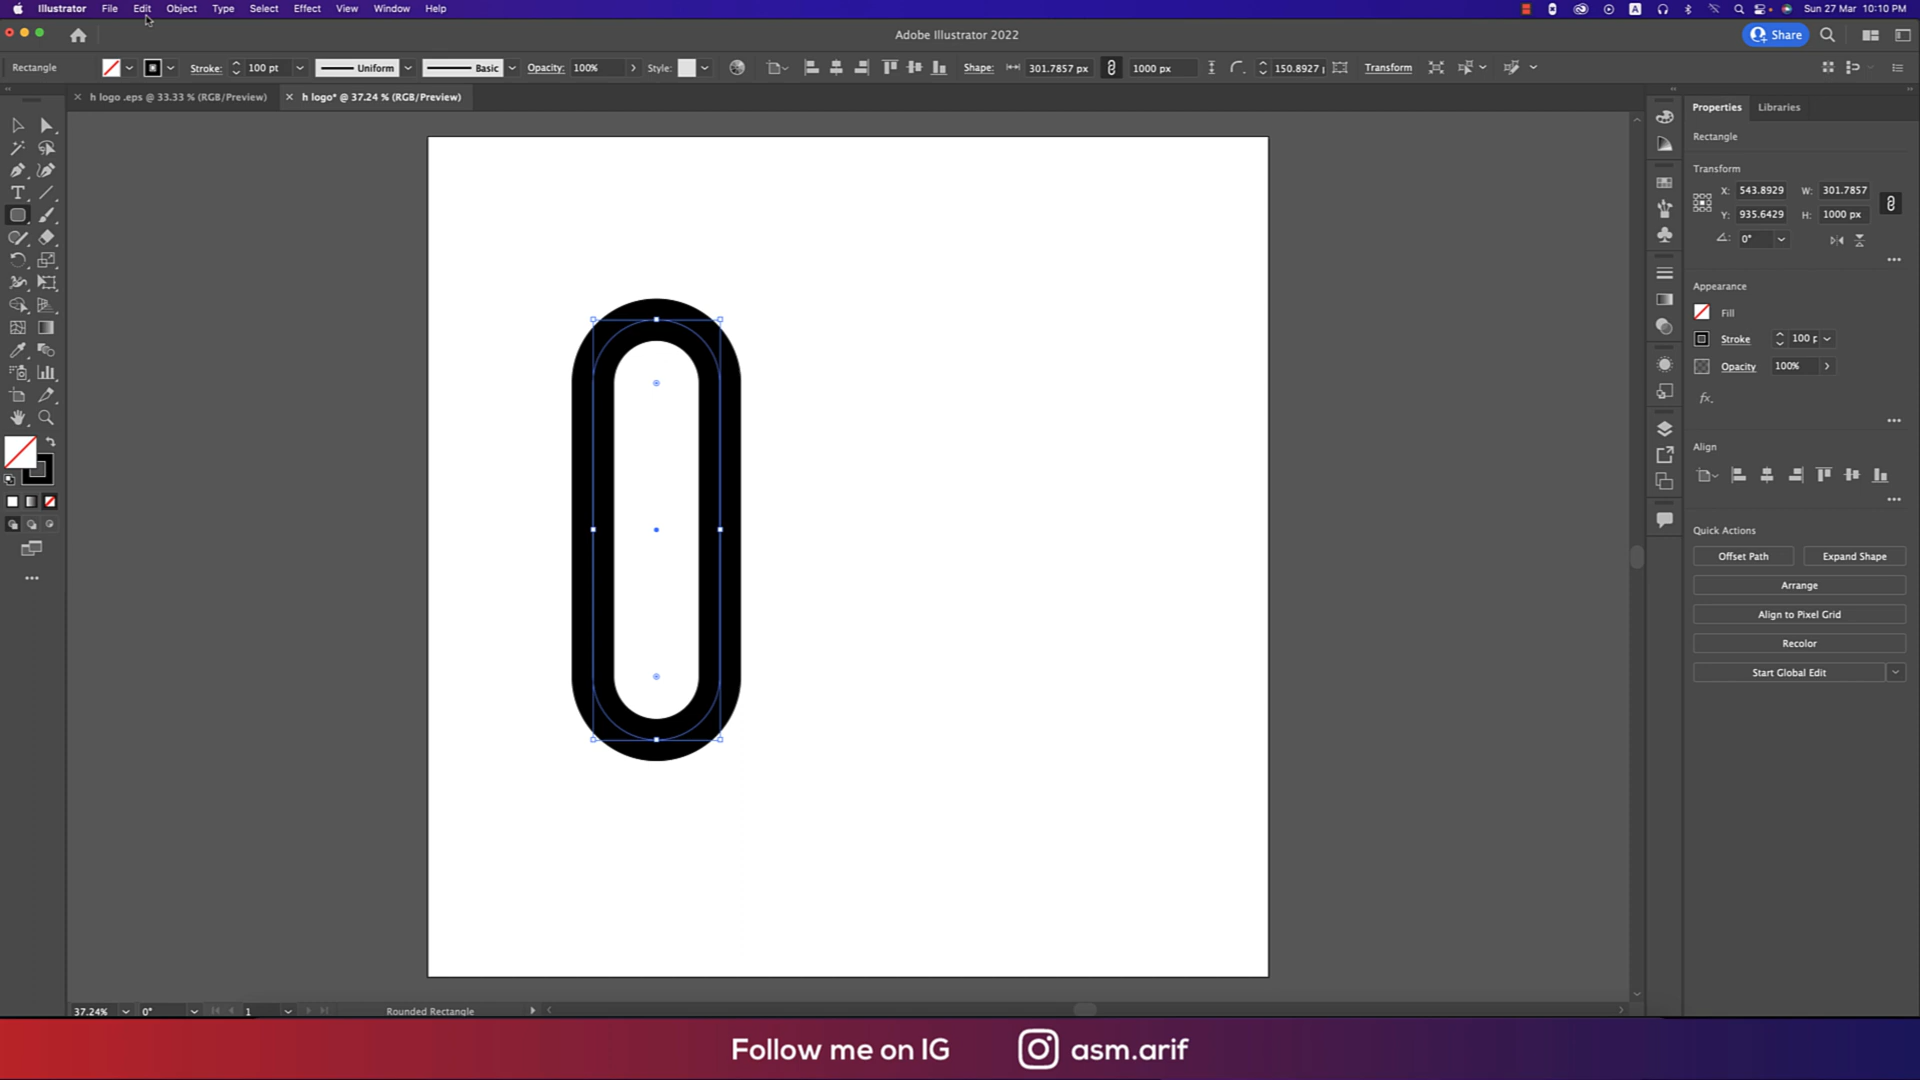 Illustrator File Edit Object Type Select Effect View Window Help
A Sun 27 Mar 10:10 PM
Adobe Illustrator 2022
Share
Rectangle
Stroke: 100 pt
Uniform
Basic
Opacity: 100%
Style:
Shape: 301.7857 px 1000 px
150.8927
Transform
h logo .eps @ 33.33 % (RGB/Preview)
h logo* @ 37.24 % (RGB/Preview)
Properties Libraries
Rectangle
Transform
X: 543.8929 W: 301.7857
Y: 935.6429 H: 1000 px
0°
Appearance
Fill
Stroke 100
Opacity 100%
fx.
Align
Quick Actions
Offset Path Expand Shape
Arrange
Align to Pixel Grid
Recolor
Start Global Edit
37.24% 0° 1 Rounded Rectangle
Follow me on IG asm.arif